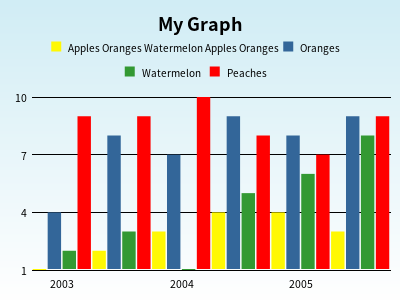 My Graph
Apples Oranges Watermelon Apples Oranges Oranges
Watermelon Peaches
10
7
4
1
2003 2004 2005